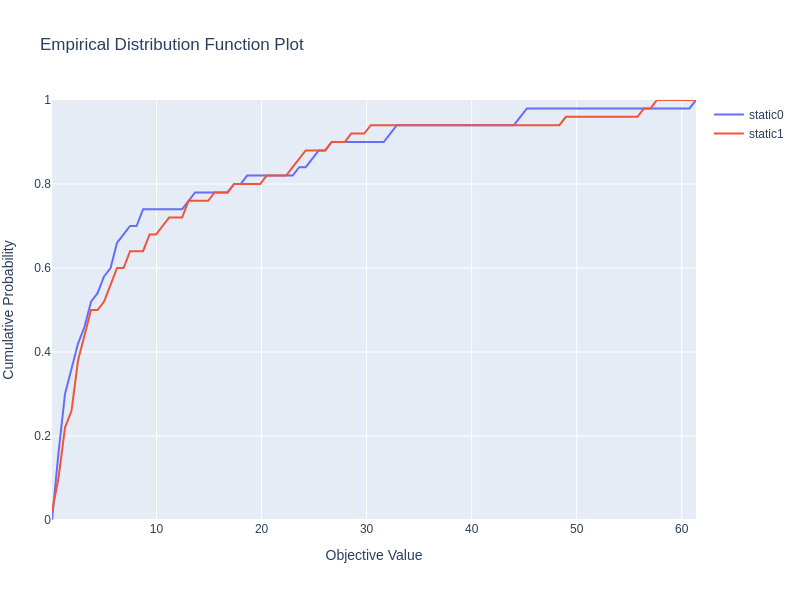 Empirical Distribution Function Plot
static0
static1
Cumulative Probability
1
0.8
0.6
0.4
0.2
0
10
20
30
40
50
60
Objective Value